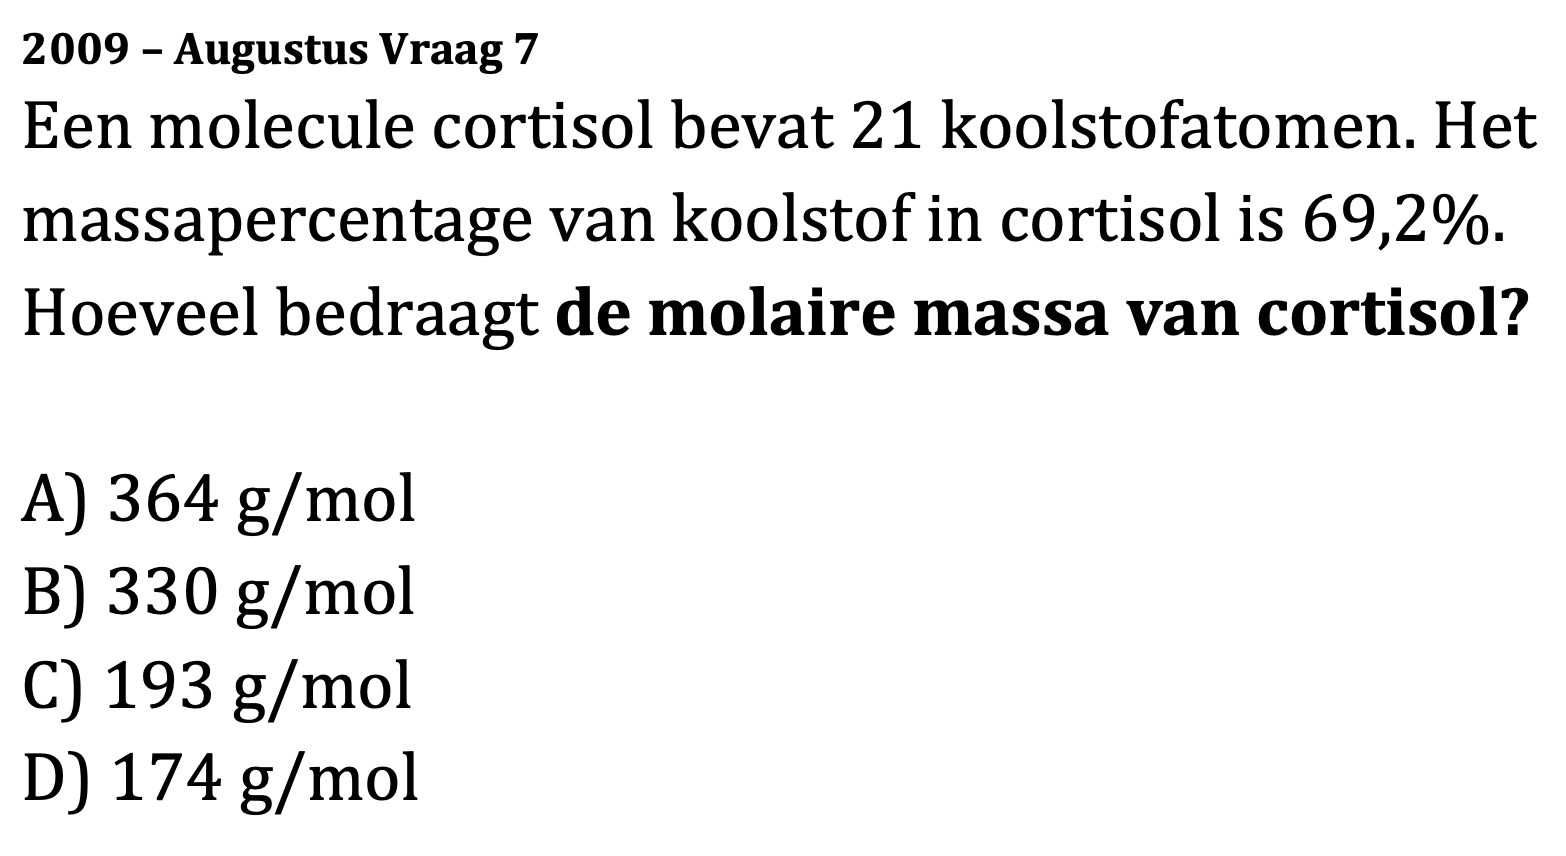 2009 – Augustus Vraag 7
Een molecule cortisol bevat 21 koolstofatomen. Het
massapercentage van koolstof in cortisol is 69,2%.
Hoeveel bedraagt de molaire massa van cortisol?
A) 364 g/mol
B) 330 g/mol
C) 193 g/mol
D) 174 g/mol